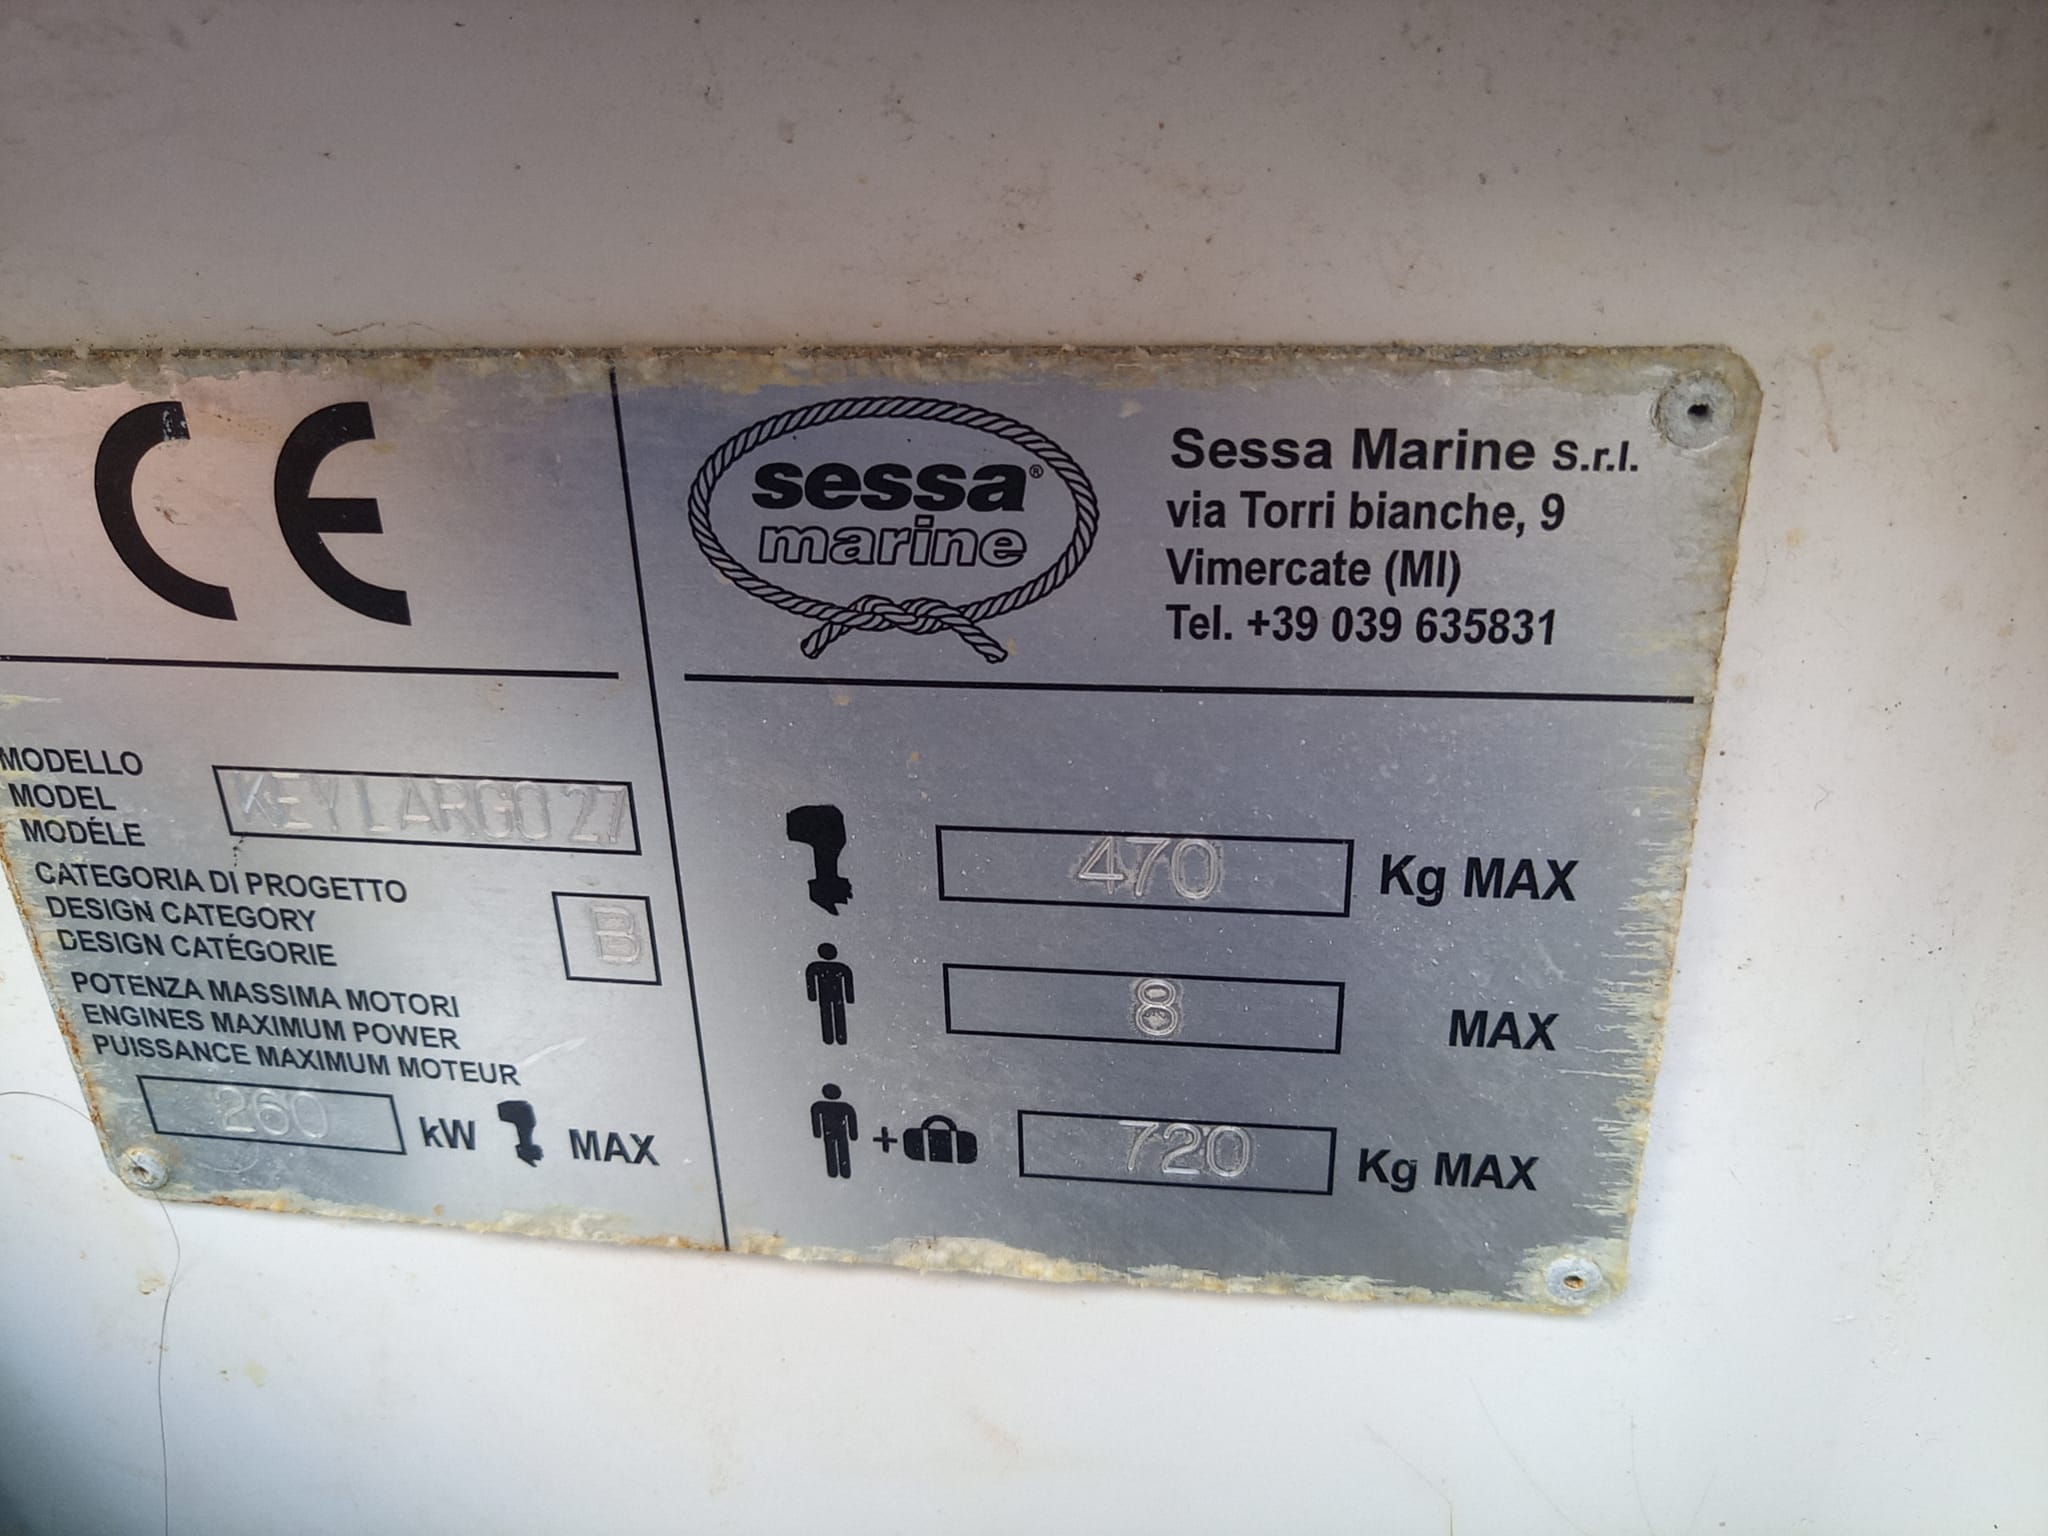 CE
sessa®
marine
Sessa Marine s.r.l.
via Torri bianche, 9
Vimercate (MI)
Tel. +39 039 635831
MODELLO
MODEL
MODÉLE
KEY LARGO 27
CATEGORIA DI PROGETTO
DESIGN CATEGORY
DESIGN CATÉGORIE
B
POTENZA MASSIMA MOTORI
ENGINES MAXIMUM POWER
PUISSANCE MAXIMUM MOTEUR
260 kW MAX
470 Kg MAX
8 MAX
+ 720 Kg MAX